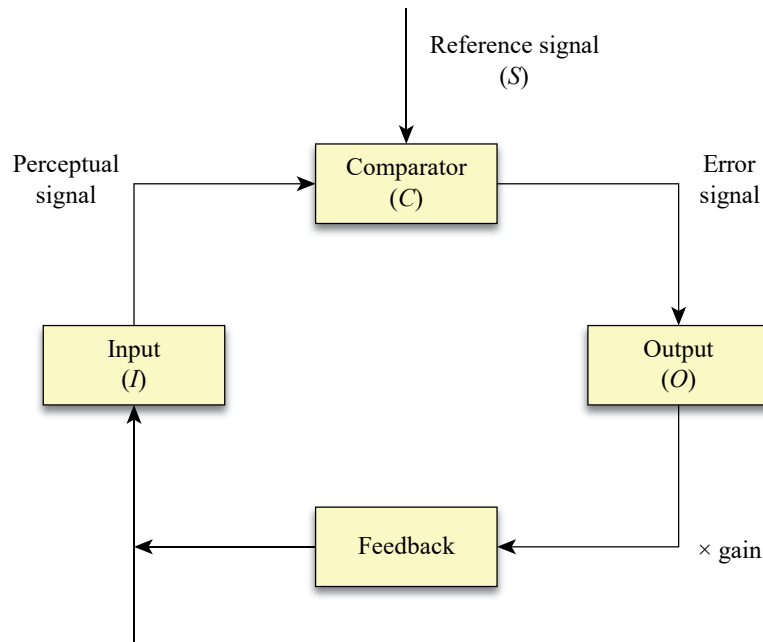 Reference signal
(S)
Perceptual
signal
Comparator
(C)
Error
signal
Input
(I)
Output
(O)
Feedback
× gain